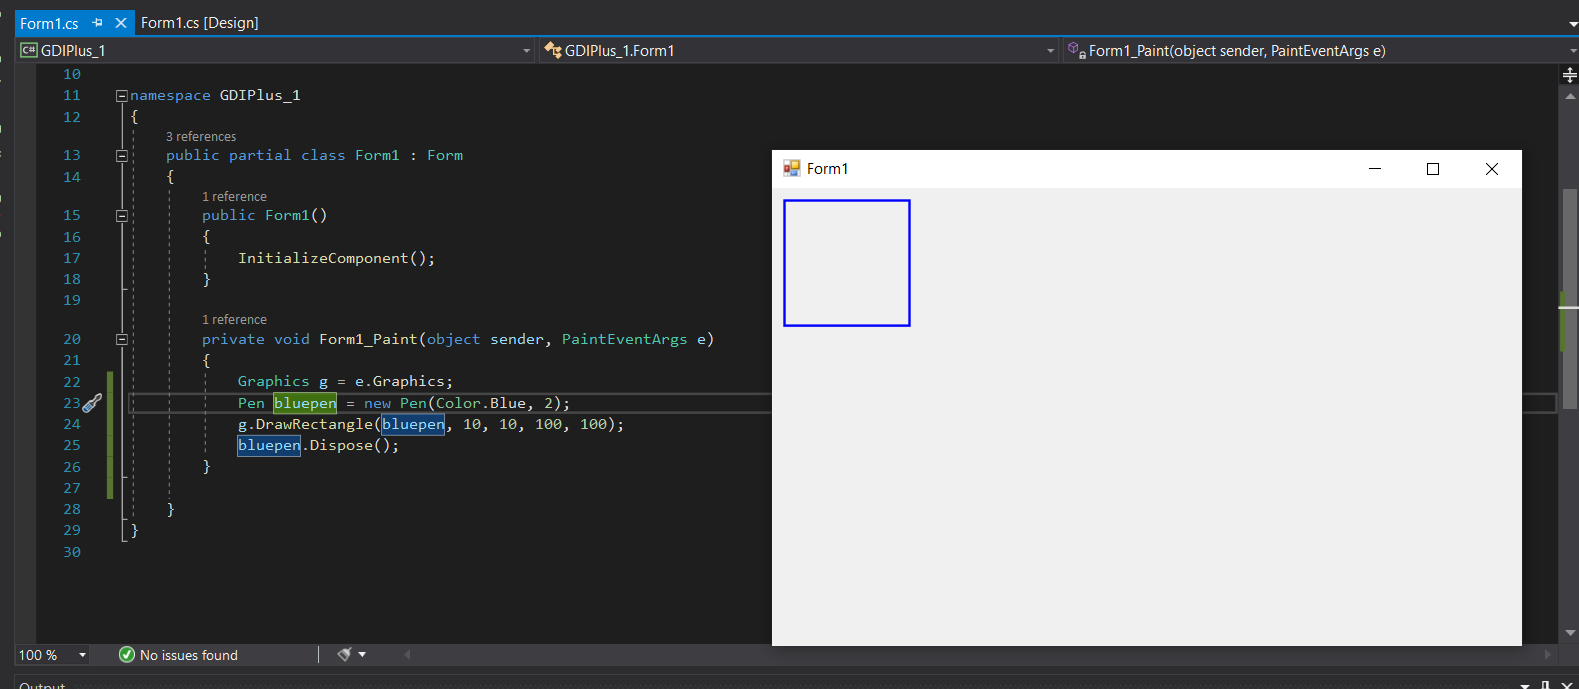 Form1.cs
Form1.cs [Design]
C# GDIPlus_1
GDIPlus_1.Form1
Form1_Paint(object sender, PaintEventArgs e)
10
11 namespace GDIPlus_1
12 {
3 references
13 public partial class Form1 : Form
14 {
1 reference
15 public Form1()
16 {
17 InitializeComponent();
18 }
19
1 reference
20 private void Form1_Paint(object sender, PaintEventArgs e)
21 {
22 Graphics g = e.Graphics;
23 Pen bluepen = new Pen(Color.Blue, 2);
24 g.DrawRectangle(bluepen, 10, 10, 100, 100);
25 bluepen.Dispose();
26 }
27
28 }
29 }
30
Form1
100 %
No issues found
Output